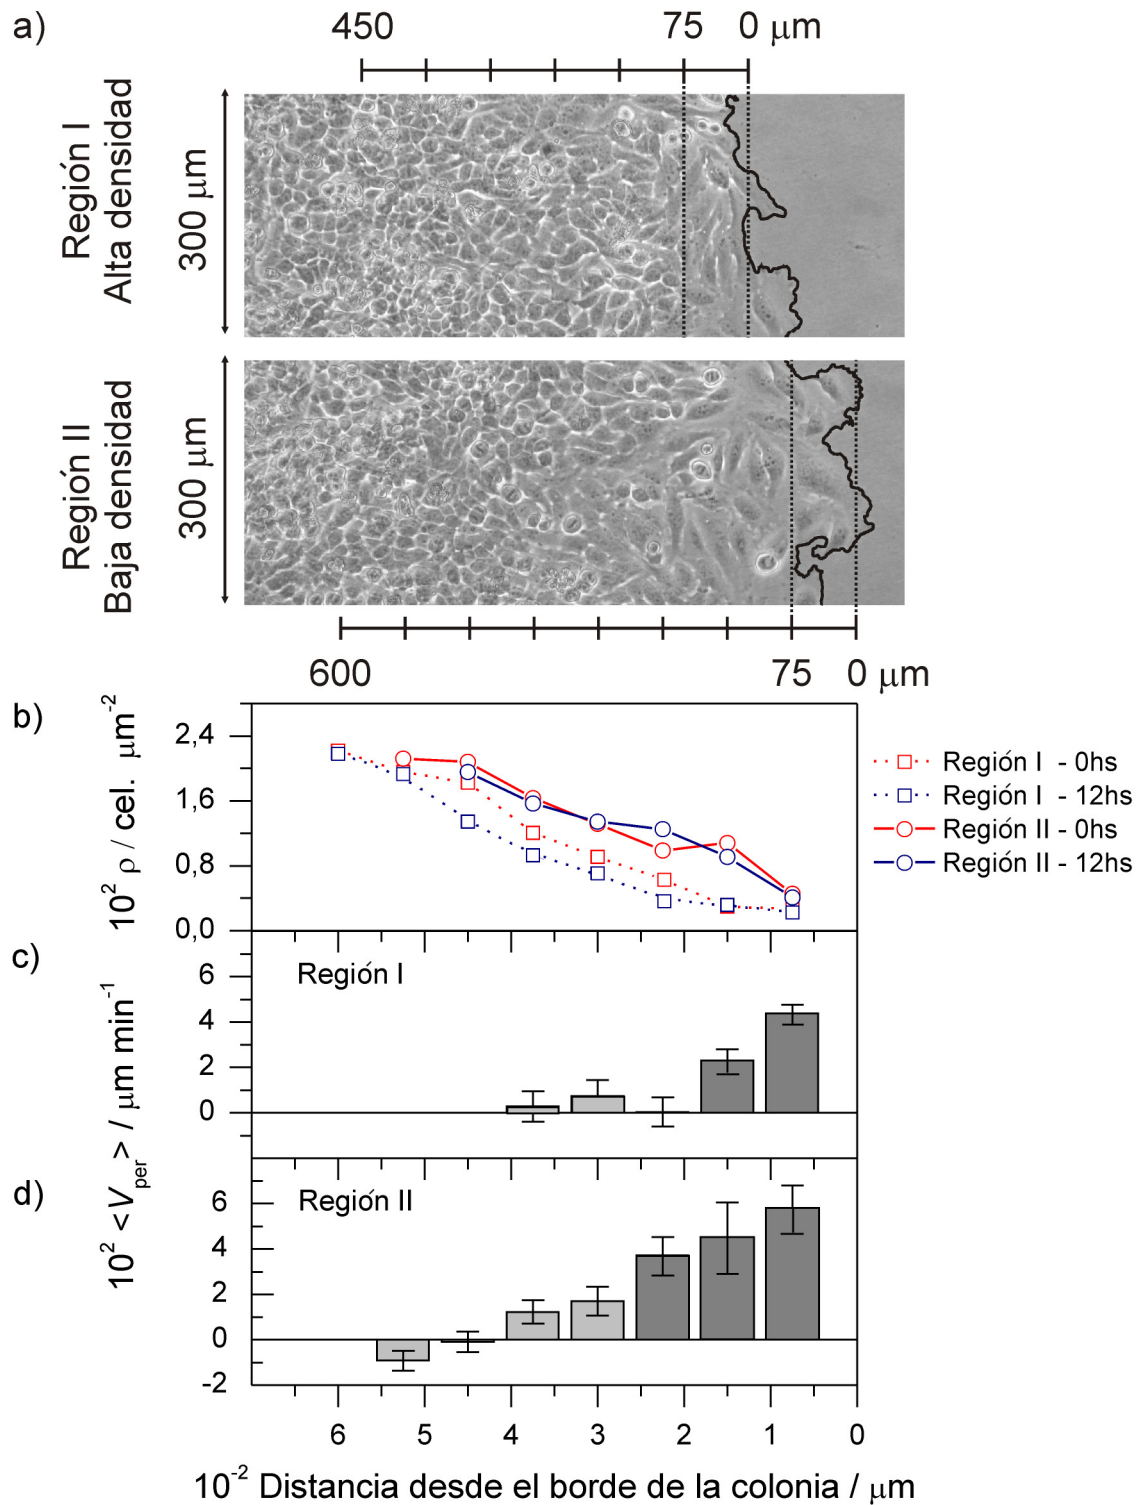 a)
450 75 0 μm
Región I
Alta densidad
300 μm
Región II
Baja densidad
300 μm
600 75 0 μm
b)
10² ρ / cel. μm⁻²
2,4
1,6
0,8
0,0
Región I - 0hs
Región I - 12hs
Región II - 0hs
Región II - 12hs
c)
Región I
6
4
2
0
10² <Vper> / μm min⁻¹
d)
Región II
6
4
2
0
-2
6 5 4 3 2 1 0
10⁻² Distancia desde el borde de la colonia / μm